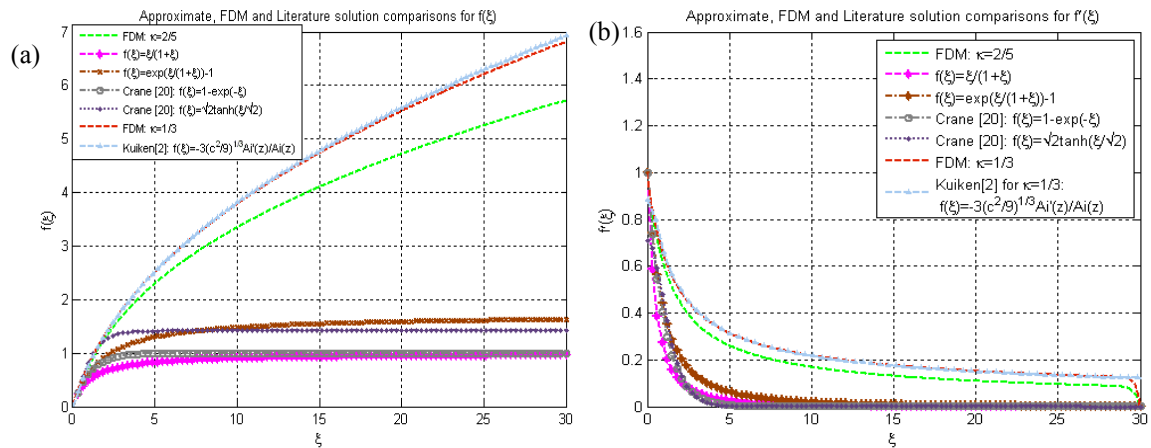 (a)
Approximate, FDM and Literature solution comparisons for f(ξ)
FDM: κ=2/5
f(ξ)=ξ/(1+ξ)
f(ξ)=exp(ξ/(1+ξ))-1
Crane [20]: f(ξ)=1-exp(-ξ)
Crane [20]: f(ξ)=√2tanh(ξ/√2)
FDM: κ=1/3
Kuiken[2]: f(ξ)=-3(c²/9)^1/3Ai'(z)/Ai(z)
7
6
5
4
3
2
1
0
f(ξ)
0 5 10 15 20 25 30
ξ
(b)
Approximate, FDM and Literature solution comparisons for f'(ξ)
FDM: κ=2/5
f(ξ)=ξ/(1+ξ)
f(ξ)=exp(ξ/(1+ξ))-1
Crane [20]: f(ξ)=1-exp(-ξ)
Crane [20]: f(ξ)=√2tanh(ξ/√2)
FDM: κ=1/3
Kuiken[2] for κ=1/3:
f(ξ)=-3(c²/9)^1/3Ai'(z)/Ai(z)
1.6
1.4
1.2
1
0.8
0.6
0.4
0.2
0
f'(ξ)
0 5 10 15 20 25 30
ξ